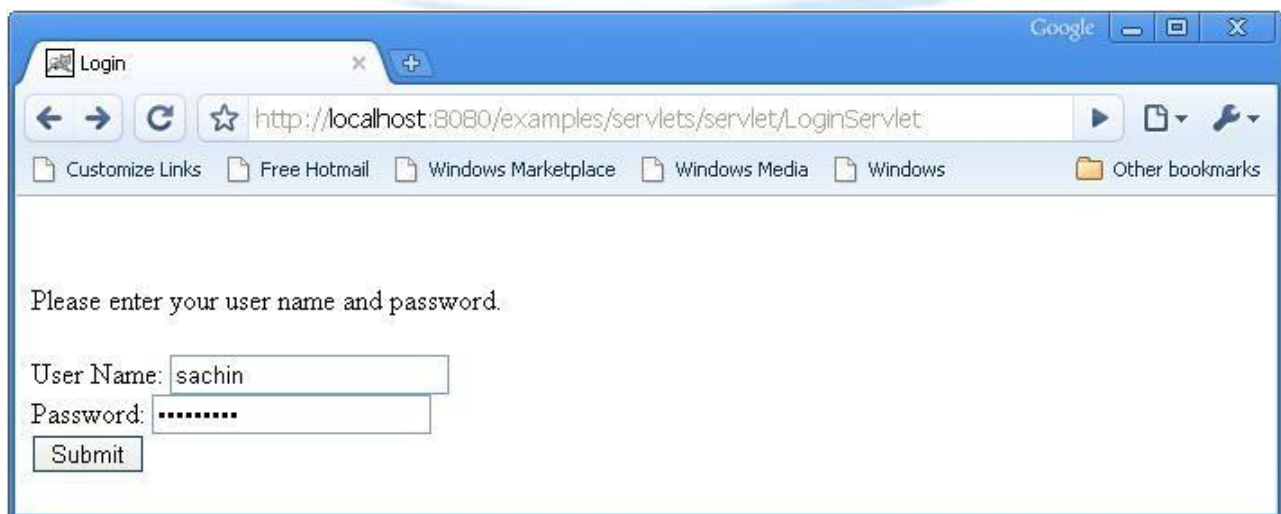 Google
Login
http://localhost:8080/examples/servlets/servlet/LoginServlet
Customize Links Free Hotmail Windows Marketplace Windows Media Windows Other bookmarks
Please enter your user name and password.
User Name: sachin
Password: •••••••••
Submit